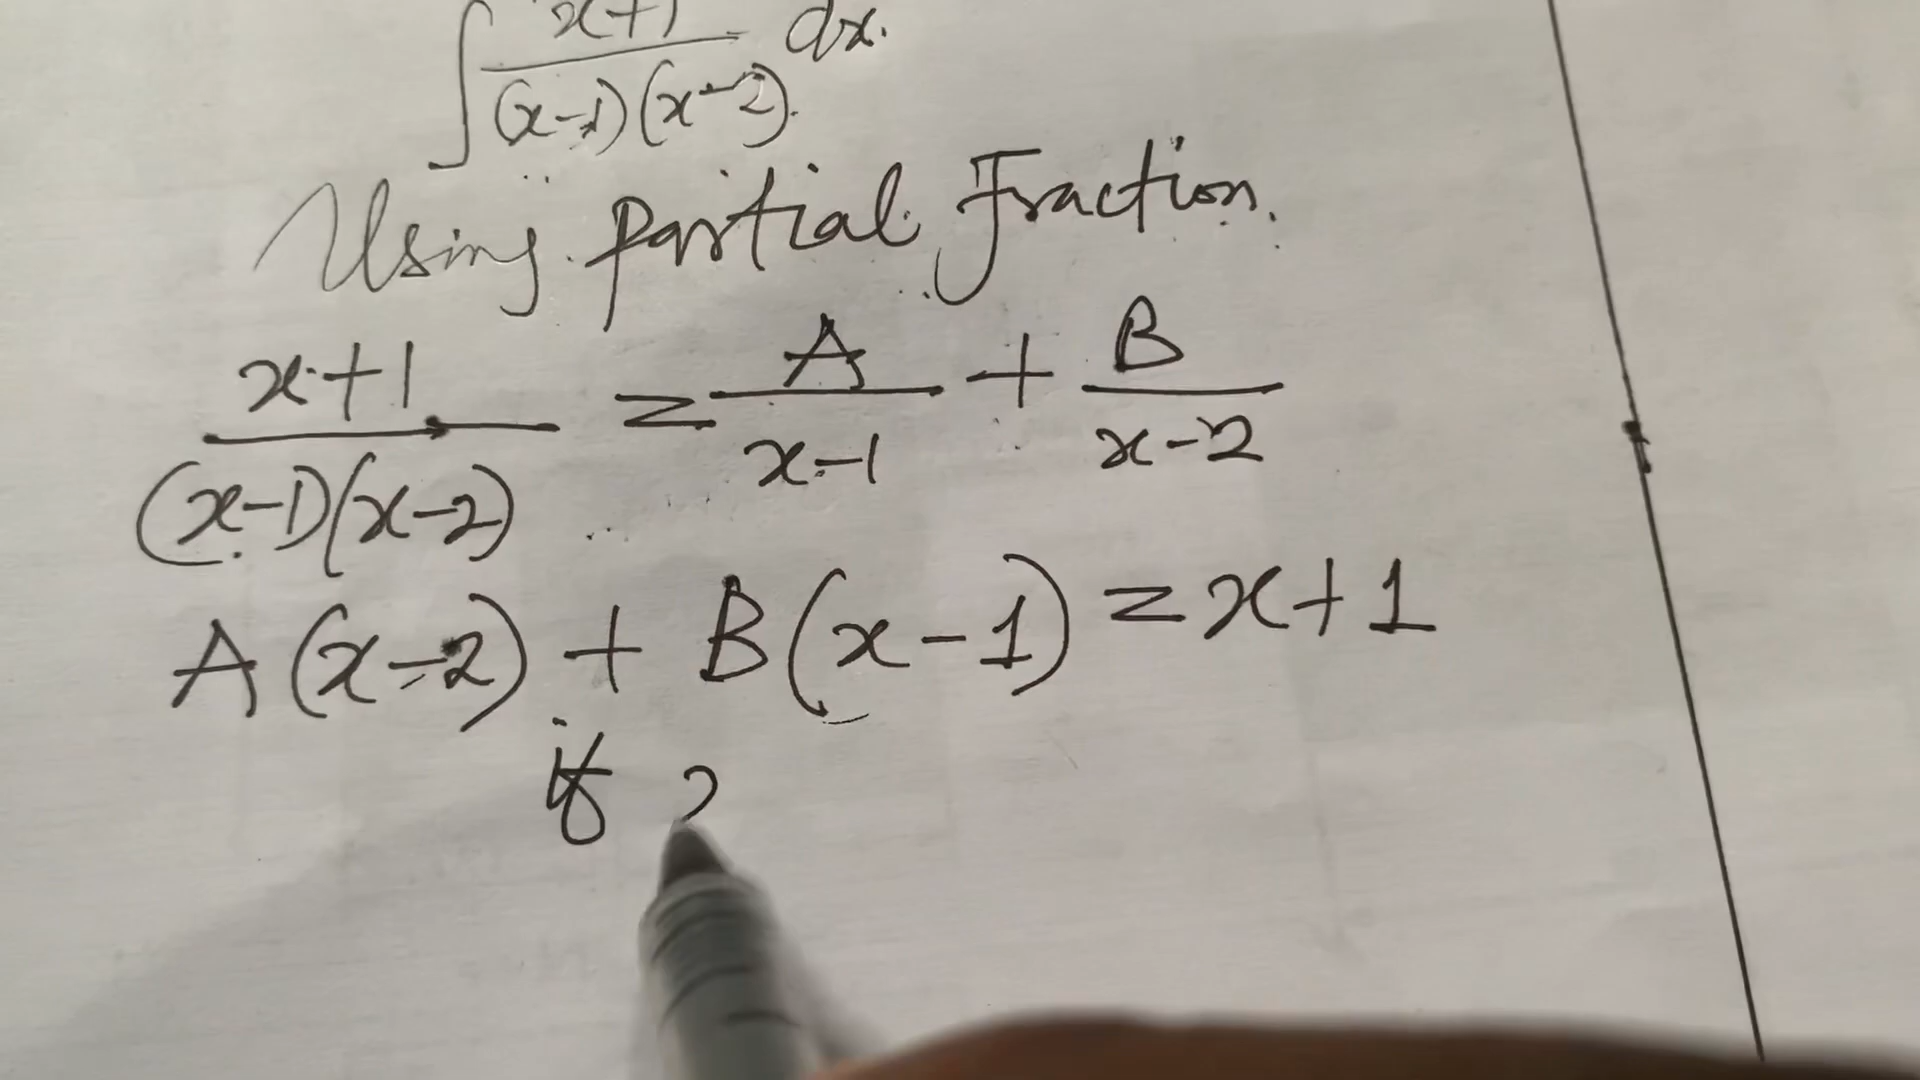 ∫ x+1 / (x-1)(x-2) dx.
Using partial Fraction.
x+1 / (x-1)(x-2) = A / x-1 + B / x-2
A(x-2) + B(x-1) = x+1
if